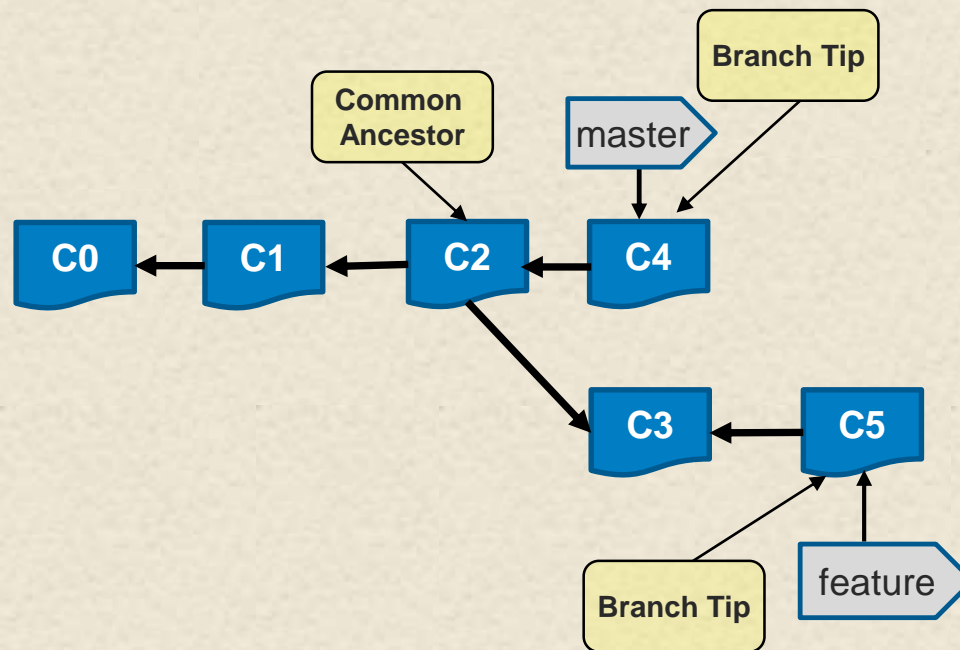 Branch Tip
Common
Ancestor
master
C0
C1
C2
C4
C3
C5
Branch Tip
feature